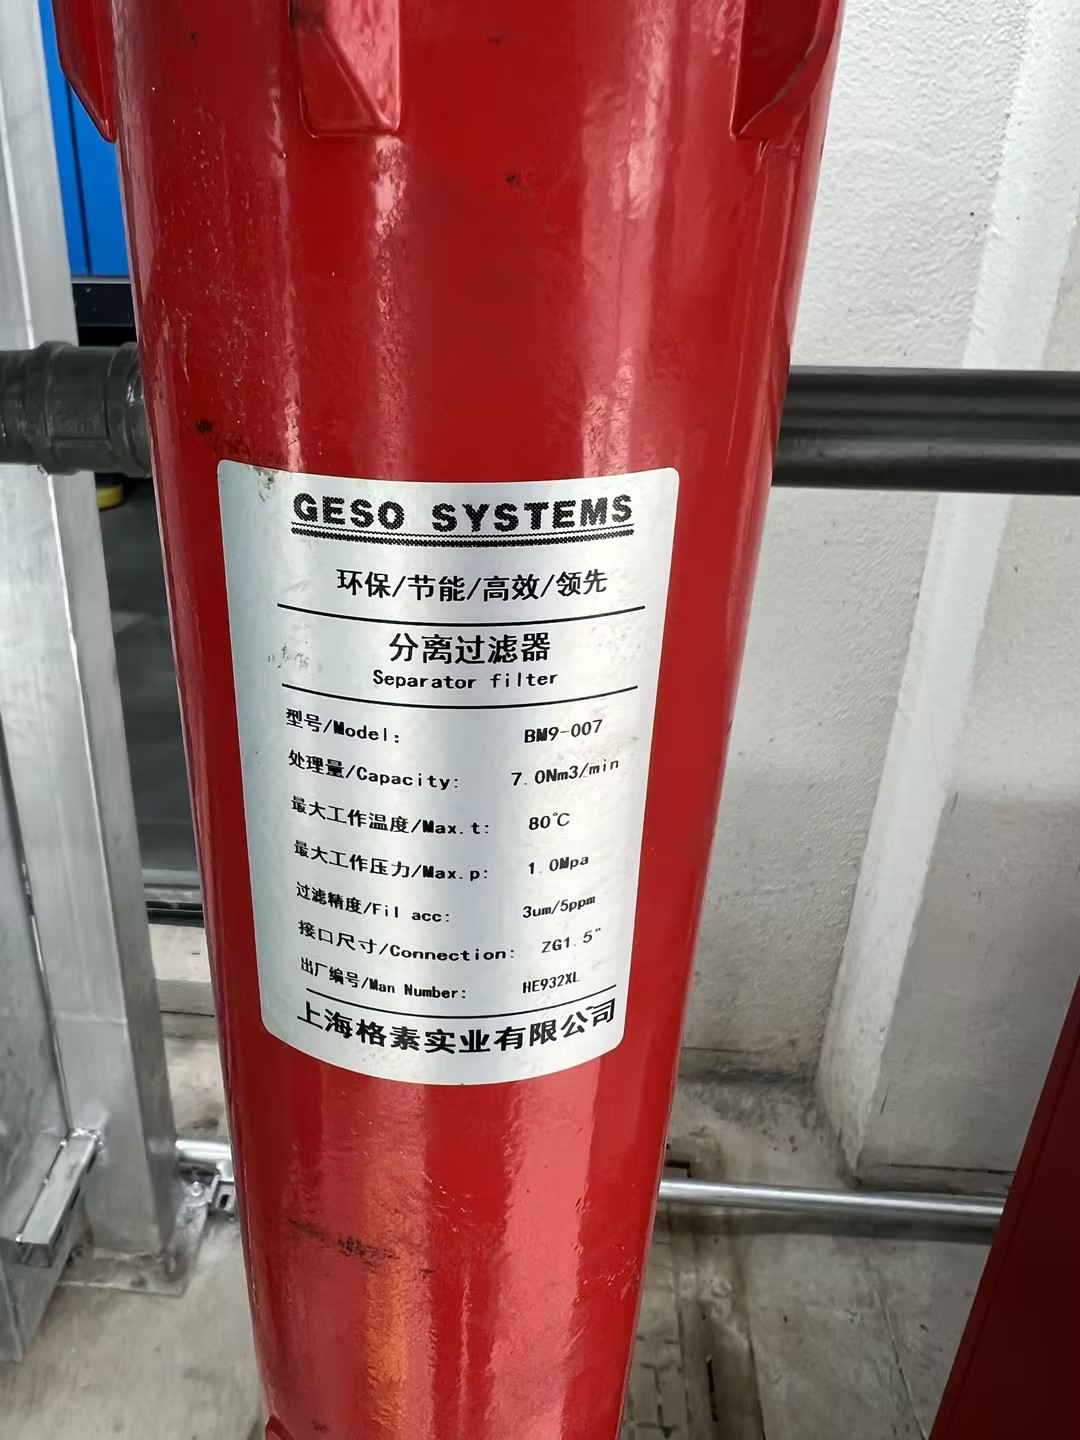 GESO SYSTEMS
环保/节能/高效/领先
分离过滤器
Separator filter
型号/Model: BM9-007
处理量/Capacity: 7.0Nm3/min
最大工作温度/Max.t: 80℃
最大工作压力/Max.p: 1.0Mpa
过滤精度/Fil acc: 3um/5ppm
接口尺寸/Connection: ZG1.5"
出厂编号/Man Number: HE932XL
上海格素实业有限公司